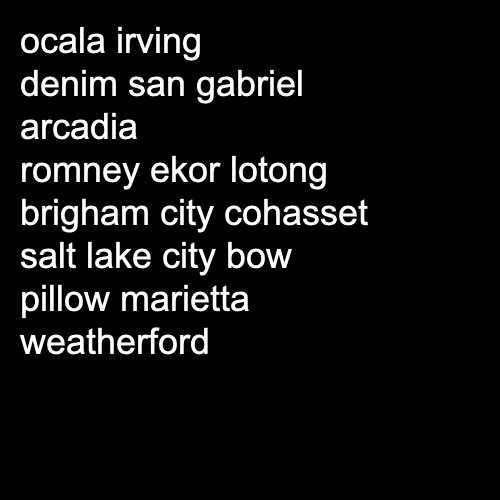 ocala irving
denim san gabriel
arcadia
romney ekor lotong
brigham city cohasset
salt lake city bow
pillow marietta
weatherford